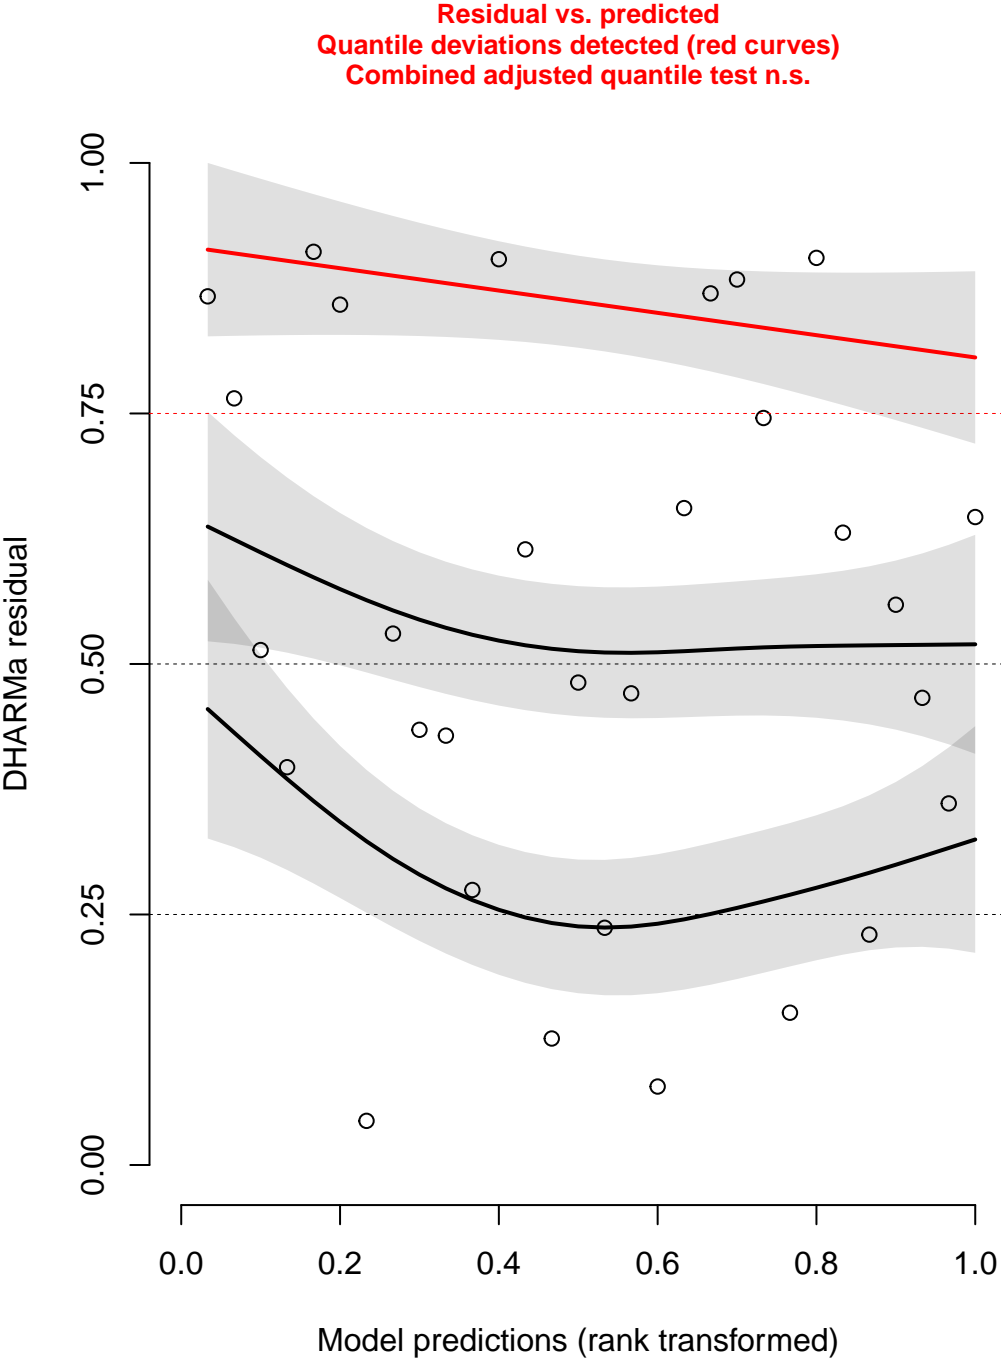 Residual vs. predicted
Quantile deviations detected (red curves)
Combined adjusted quantile test n.s.
1.00
0.75
0.50
0.25
0.00
DHARMa residual
0.0 0.2 0.4 0.6 0.8 1.0
Model predictions (rank transformed)